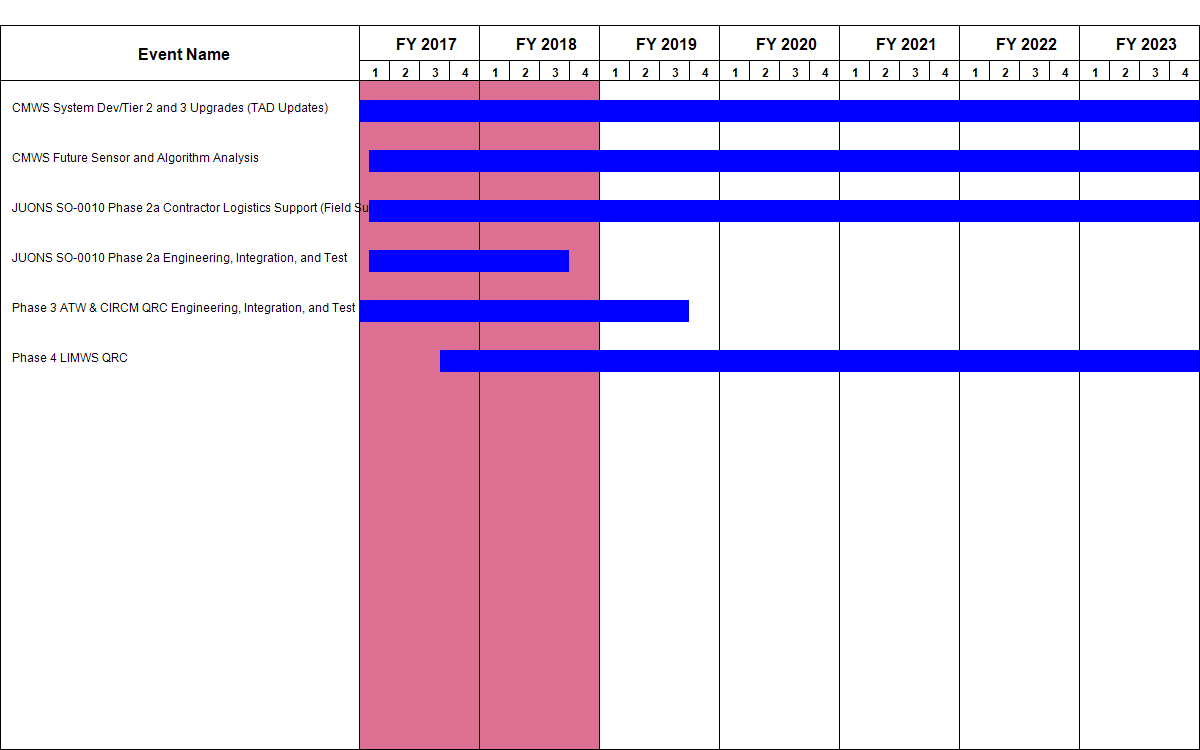 Event Name
FY 2017 FY 2018 FY 2019 FY 2020 FY 2021 FY 2022 FY 2023
1 2 3 4 1 2 3 4 1 2 3 4 1 2 3 4 1 2 3 4 1 2 3 4 1 2 3 4
CMWS System Dev/Tier 2 and 3 Upgrades (TAD Updates)
CMWS Future Sensor and Algorithm Analysis
JUONS SO-0010 Phase 2a Contractor Logistics Support (Field Su
JUONS SO-0010 Phase 2a Engineering, Integration, and Test
Phase 3 ATW & CIRCM QRC Engineering, Integration, and Test
Phase 4 LIMWS QRC